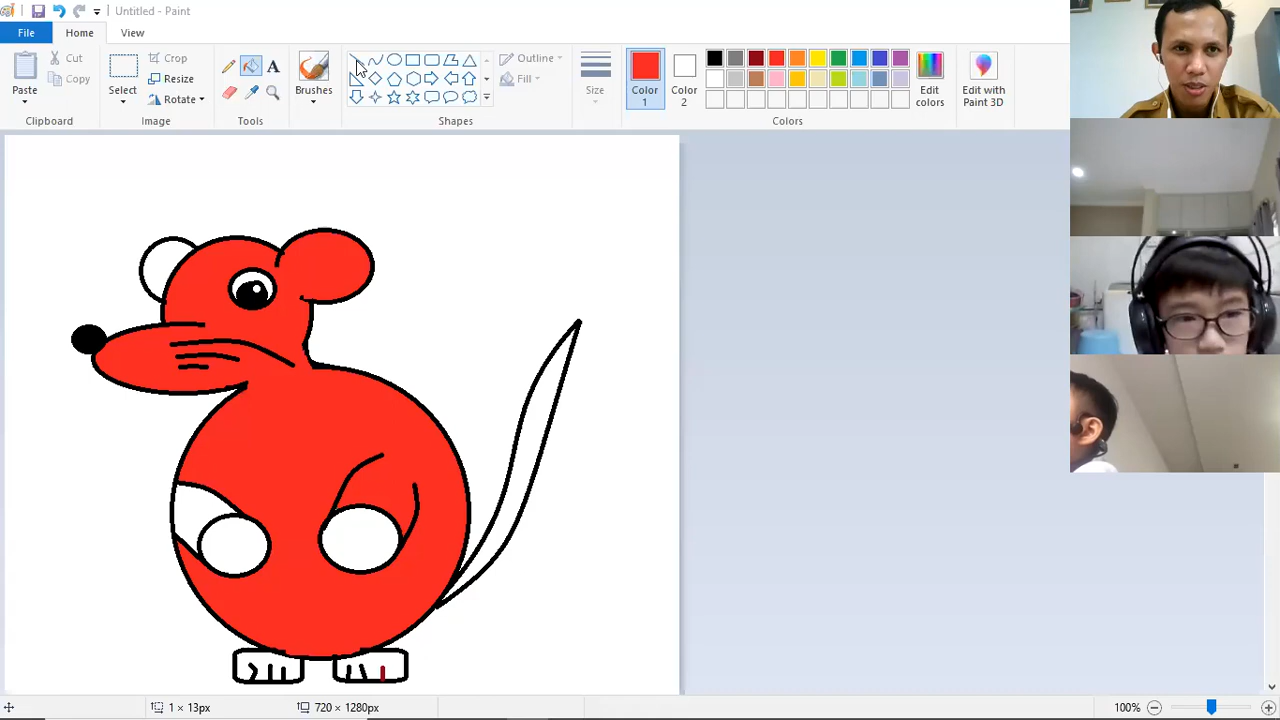 Untitled - Paint
File Home View
Paste Cut Copy Clipboard
Select Crop Resize Rotate Image
A Tools
Brushes
Outline Fill Shapes
Size
Color 1 Color 2 Edit colors Colors
Edit with Paint 3D
1 × 13px 720 × 1280px 100%